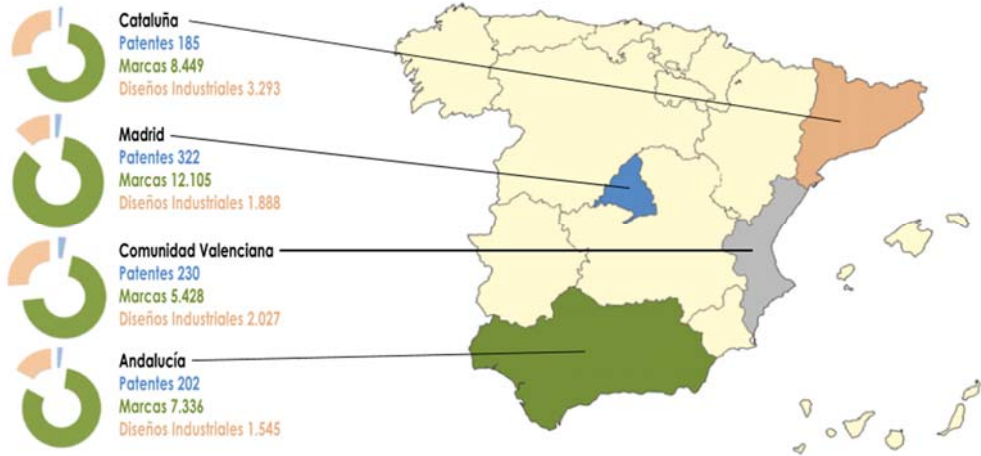 Cataluña
Patentes 185
Marcas 8.449
Diseños Industriales 3.293
Madrid
Patentes 322
Marcas 12.105
Diseños Industriales 1.888
Comunidad Valenciana
Patentes 230
Marcas 5.428
Diseños Industriales 2.027
Andalucía
Patentes 202
Marcas 7.336
Diseños Industriales 1.545